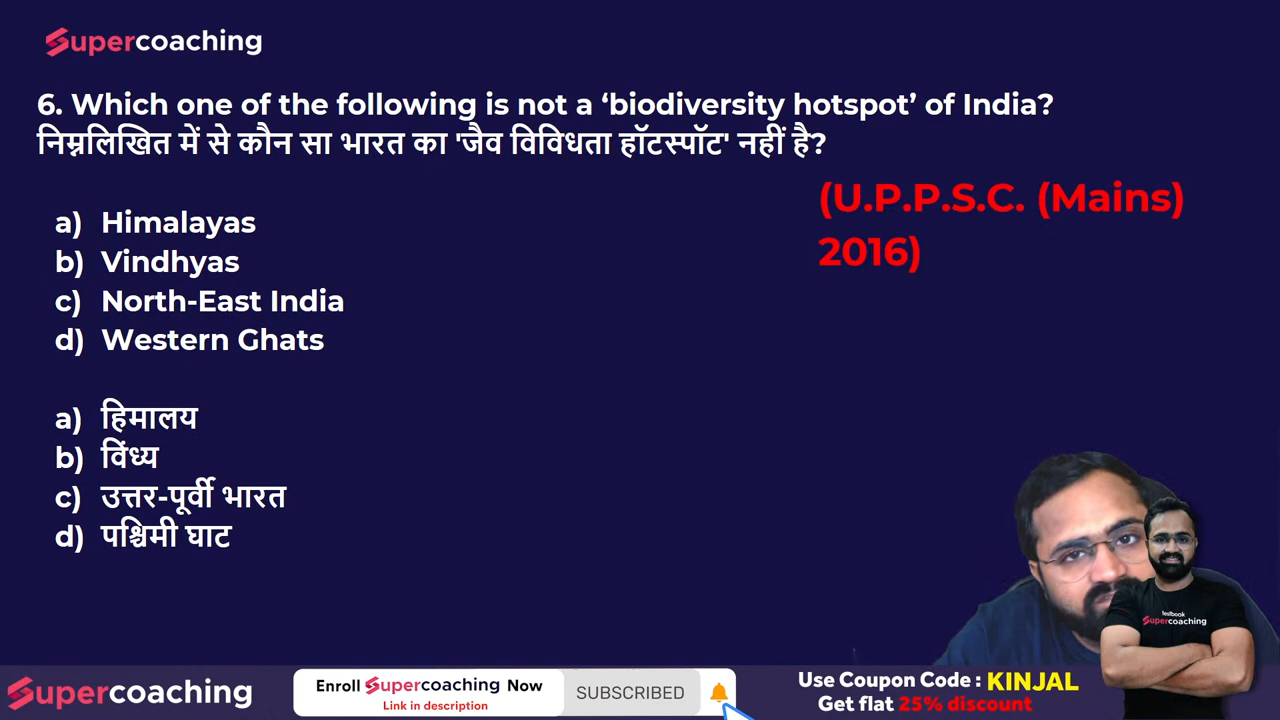 Supercoaching
6. Which one of the following is not a ‘biodiversity hotspot’ of India?
निम्नलिखित में से कौन सा भारत का 'जैव विविधता हॉटस्पॉट' नहीं है?
(U.P.P.S.C. (Mains)
2016)
a) Himalayas
b) Vindhyas
c) North-East India
d) Western Ghats
a) हिमालय
b) विंध्य
c) उत्तर-पूर्वी भारत
d) पश्चिमी घाट
testbook
Supercoaching
Supercoaching
Enroll Supercoaching Now
Link in description
SUBSCRIBED
Use Coupon Code : KINJAL
Get flat 25% discount